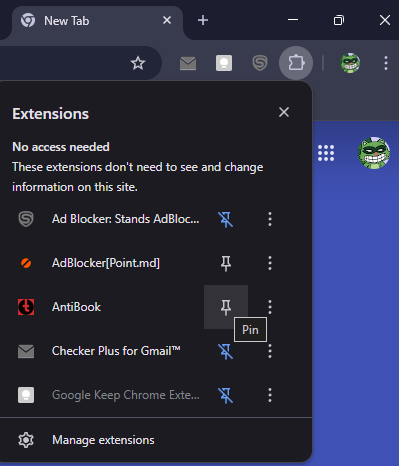 New Tab
Extensions
No access needed
These extensions don't need to see and change
information on this site.
Ad Blocker: Stands AdBloc...
AdBlocker[Point.md]
AntiBook
Pin
Checker Plus for Gmail™
Google Keep Chrome Exte...
Manage extensions